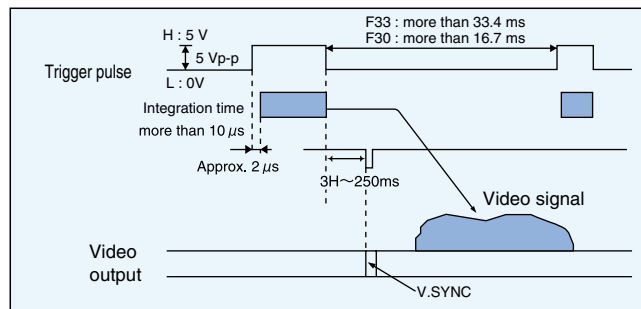 H : 5 V
F33 : more than 33.4 ms
F30 : more than 16.7 ms
5 Vp-p
Trigger pulse
L : 0V
Integration time
more than 10 μs
Approx. 2 μs
3H～250ms
Video signal
Video
output
V.SYNC